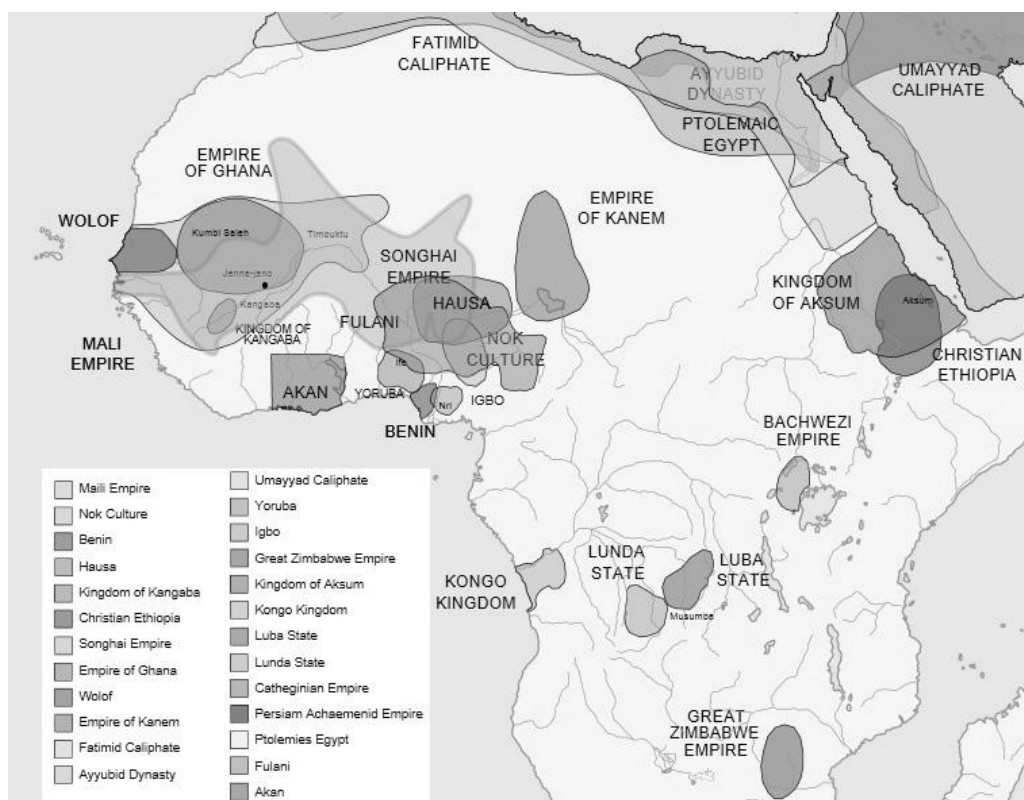 FATIMID
CALIPHATE
AYYUBID
DYNASTY
UMAYYAD
CALIPHATE
PTOLEMAIC
EGYPT
EMPIRE
OF GHANA
EMPIRE
OF KANEM
WOLOF
Kumbi Saleh
Timbuktu
SONGHAI
EMPIRE
Jenne-jeno
KINGDOM
OF AKSUM
Aksum
HAUSA
Kangaba
KINGDOM OF
KANGABA
FULANI
NOK
CULTURE
MALI
EMPIRE
CHRISTIAN
ETHIOPIA
Ife
AKAN
YORUBA
Nri
IGBO
BENIN
BACHWEZI
EMPIRE
LUNDA
STATE
LUBA
STATE
KONGO
KINGDOM
Musumba
GREAT
ZIMBABWE
EMPIRE
Maili Empire
Nok Culture
Benin
Hausa
Kingdom of Kangaba
Christian Ethiopia
Songhai Empire
Empire of Ghana
Wolof
Empire of Kanem
Fatimid Caliphate
Ayyubid Dynasty
Umayyad Caliphate
Yoruba
Igbo
Great Zimbabwe Empire
Kingdom of Aksum
Kongo Kingdom
Luba State
Lunda State
Catheginian Empire
Persiam Achaemenid Empire
Ptolemies Egypt
Fulani
Akan